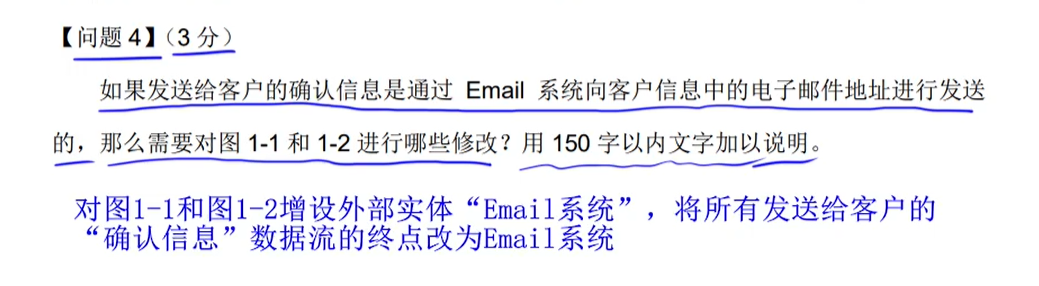 【问题 4】（3 分）
如果发送给客户的确认信息是通过 Email 系统向客户信息中的电子邮件地址进行发送
的，那么需要对图 1-1 和 1-2 进行哪些修改？用 150 字以内文字加以说明。
对图1-1和图1-2增设外部实体“Email系统”，将所有发送给客户的
“确认信息”数据流的终点改为Email系统